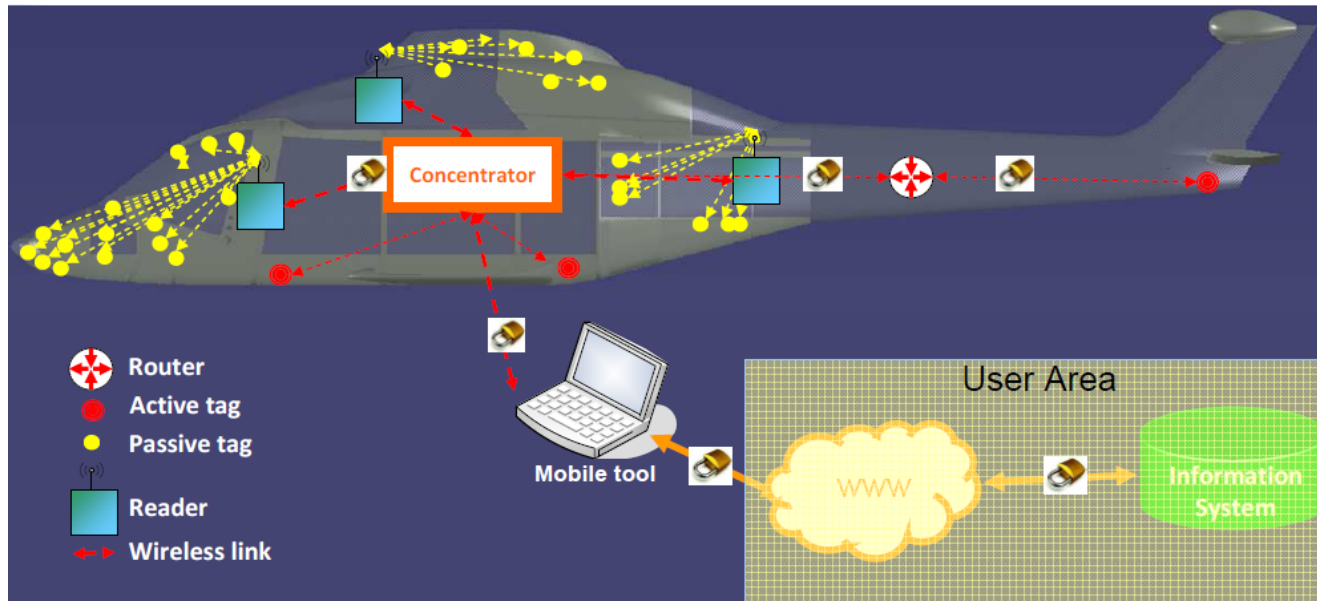 Concentrator
Router
Active tag
Passive tag
Reader
Wireless link
Mobile tool
User Area
WWW
Information
System